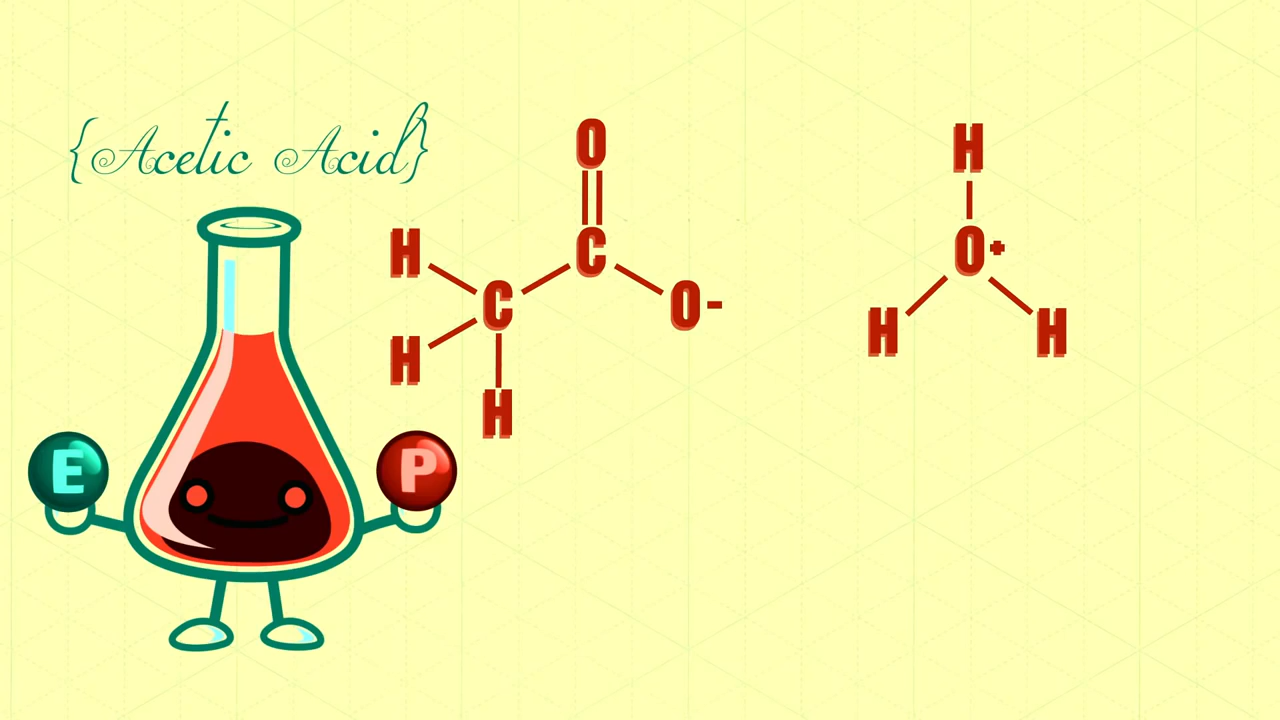 {Acetic Acid}
O
H C
C O-
H
H
H
O+
H H
E P